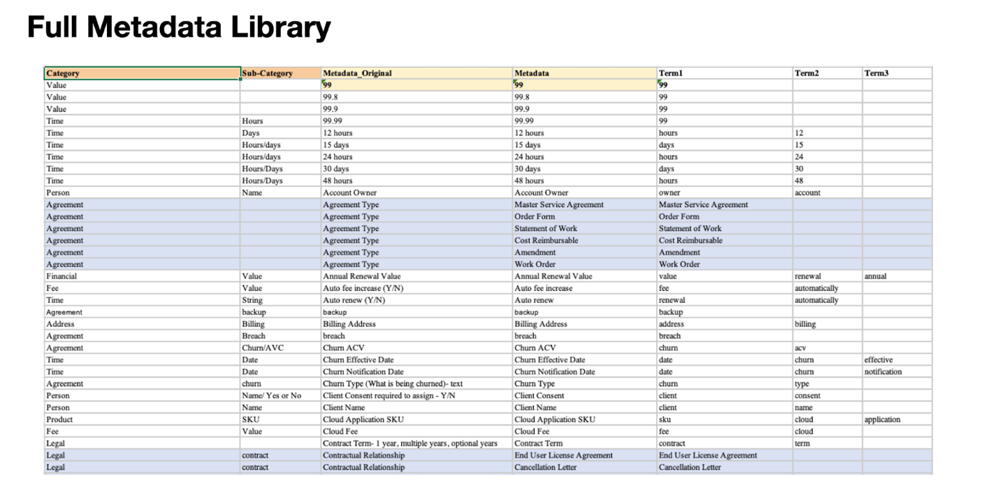 Full Metadata Library
Category Sub-Category Metadata_Original Metadata Term1 Term2 Term3
Value 99 99 99
Value 99.8 99.8 99
Value 99.9 99.9 99
Time Hours 99.99 99.99 99
Time Days 12 hours 12 hours hours 12
Time Hours/days 15 days 15 days days 15
Time Hours/days 24 hours 24 hours hours 24
Time Hours/Days 30 days 30 days days 30
Time Hours/Days 48 hours 48 hours hours 48
Person Name Account Owner Account Owner owner account
Agreement Agreement Type Master Service Agreement Master Service Agreement
Agreement Agreement Type Order Form Order Form
Agreement Agreement Type Statement of Work Statement of Work
Agreement Agreement Type Cost Reimbursable Cost Reimbursable
Agreement Agreement Type Amendment Amendment
Agreement Agreement Type Work Order Work Order
Financial Value Annual Renewal Value Annual Renewal Value value renewal annual
Fee Value Auto fee increase (Y/N) Auto fee increase fee automatically
Time String Auto renew (Y/N) Auto renew renewal automatically
Agreement backup backup backup backup
Address Billing Billing Address Billing Address address billing
Agreement Breach breach breach breach
Agreement Churn/AVC Churn ACV Churn ACV churn acv
Time Date Churn Effective Date Churn Effective Date date churn effective
Time Date Churn Notification Date Churn Notification Date date churn notification
Agreement churn Churn Type (What is being churned)- text Churn Type churn type
Person Name/ Yes or No Client Consent required to assign - Y/N Client Consent client consent
Person Name Client Name Client Name client name
Product SKU Cloud Application SKU Cloud Application SKU sku cloud application
Fee Value Cloud Fee Cloud Fee fee cloud
Legal Contract Term- 1 year, multiple years, optional years Contract Term contract term
Legal contract Contractual Relationship End User License Agreement End User License Agreement
Legal contract Contractual Relationship Cancellation Letter Cancellation Letter